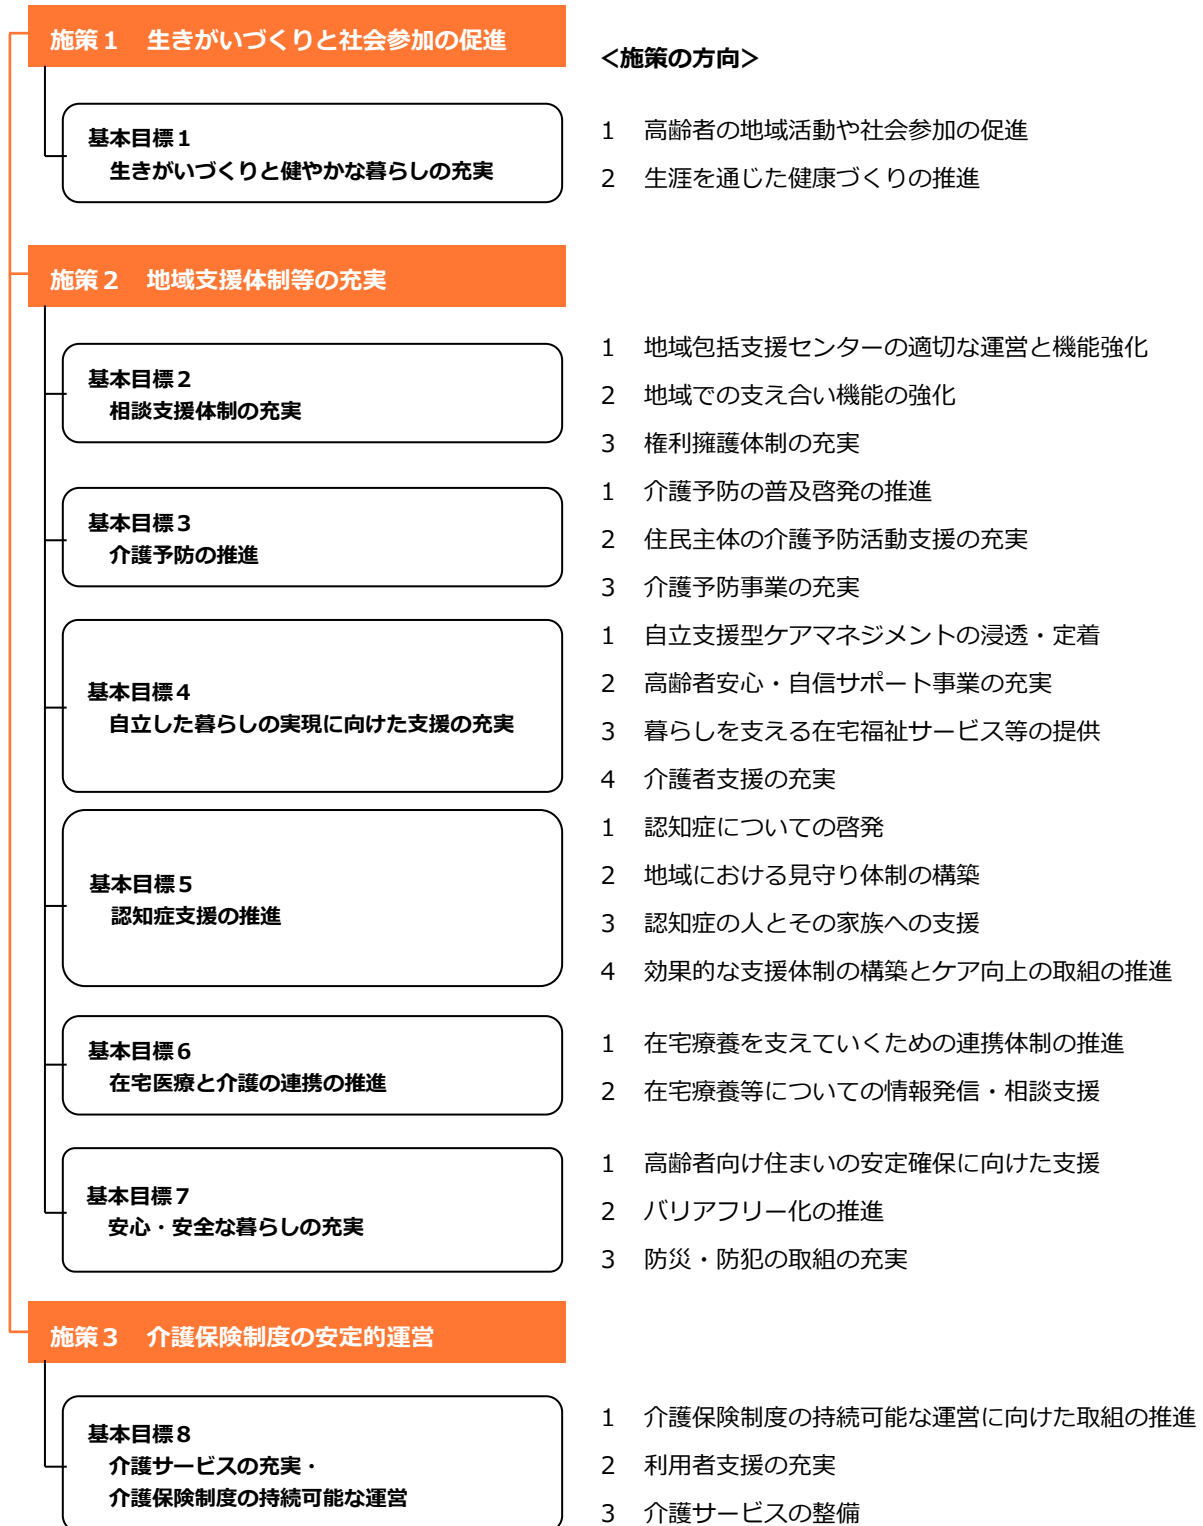 施策１　生きがいづくりと社会参加の促進
＜施策の方向＞
基本目標１
生きがいづくりと健やかな暮らしの充実
1　高齢者の地域活動や社会参加の促進
2　生涯を通じた健康づくりの推進
施策２　地域支援体制等の充実
基本目標２
相談支援体制の充実
1　地域包括支援センターの適切な運営と機能強化
2　地域での支え合い機能の強化
3　権利擁護体制の充実
基本目標３
介護予防の推進
1　介護予防の普及啓発の推進
2　住民主体の介護予防活動支援の充実
3　介護予防事業の充実
基本目標４
自立した暮らしの実現に向けた支援の充実
1　自立支援型ケアマネジメントの浸透・定着
2　高齢者安心・自信サポート事業の充実
3　暮らしを支える在宅福祉サービス等の提供
4　介護者支援の充実
基本目標５
認知症支援の推進
1　認知症についての啓発
2　地域における見守り体制の構築
3　認知症の人とその家族への支援
4　効果的な支援体制の構築とケア向上の取組の推進
基本目標６
在宅医療と介護の連携の推進
1　在宅療養を支えていくための連携体制の推進
2　在宅療養等についての情報発信・相談支援
基本目標７
安心・安全な暮らしの充実
1　高齢者向け住まいの安定確保に向けた支援
2　バリアフリー化の推進
3　防災・防犯の取組の充実
施策３　介護保険制度の安定的運営
基本目標８
介護サービスの充実・
介護保険制度の持続可能な運営
1　介護保険制度の持続可能な運営に向けた取組の推進
2　利用者支援の充実
3　介護サービスの整備